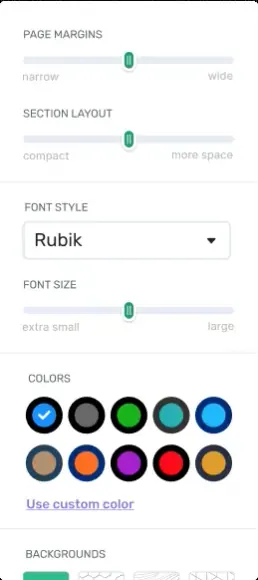 PAGE MARGINS
narrow wide
SECTION LAYOUT
compact more space
FONT STYLE
Rubik
FONT SIZE
extra small large
COLORS
Use custom color
BACKGROUNDS